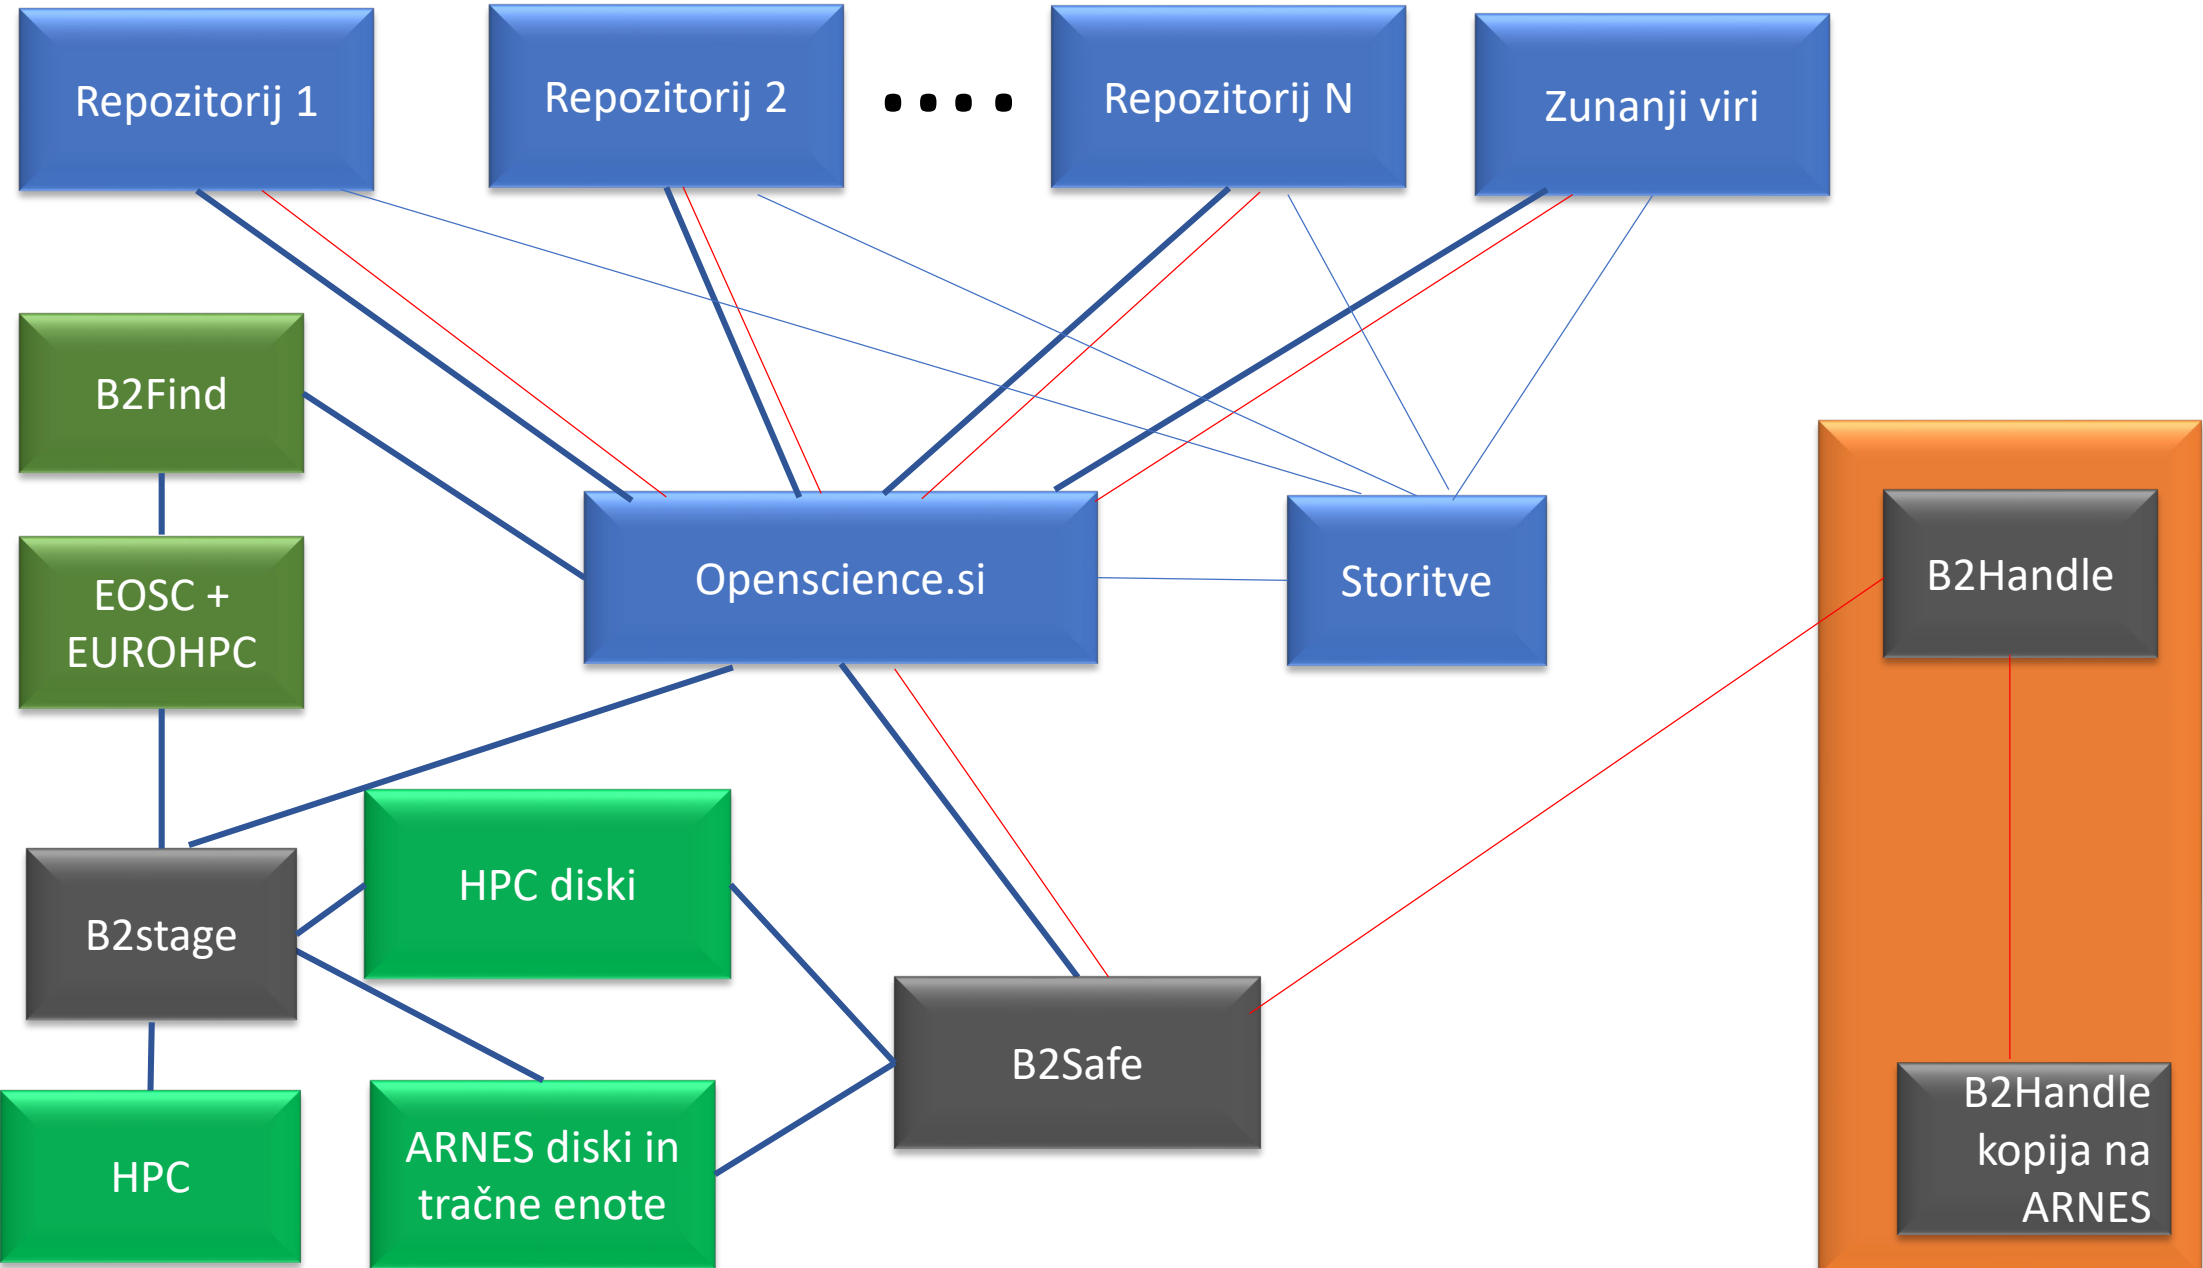 Repozitorij 1
Repozitorij 2
....
Repozitorij N
Zunanji viri
B2Find
EOSC +
EUROHPC
Openscience.si
Storitve
B2Handle
HPC diski
B2stage
B2Safe
HPC
ARNES diski in
tračne enote
B2Handle
kopija na
ARNES